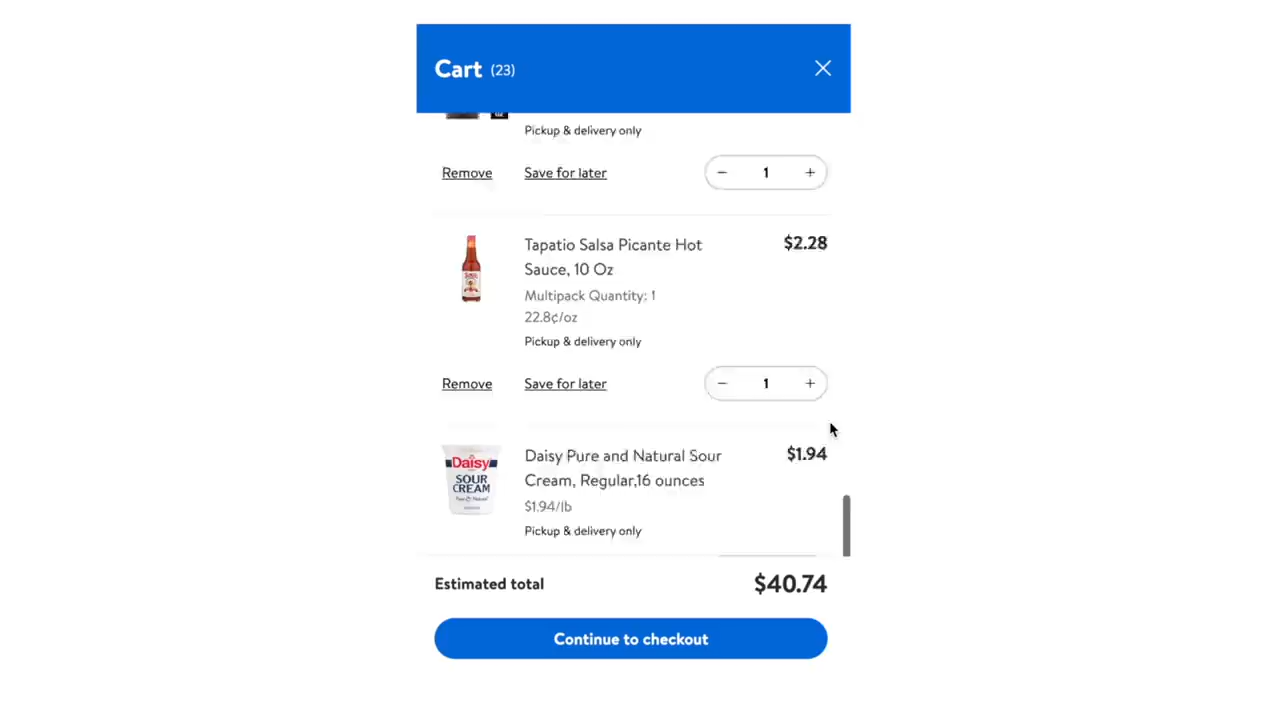 Cart (23)
Pickup & delivery only
Remove Save for later − 1 +
Tapatio Salsa Picante Hot $2.28
Sauce, 10 Oz
Multipack Quantity: 1
22.8¢/oz
Pickup & delivery only
Remove Save for later − 1 +
Daisy Pure and Natural Sour $1.94
Cream, Regular,16 ounces
$1.94/lb
Pickup & delivery only
Daisy
SOUR
CREAM
Estimated total $40.74
Continue to checkout